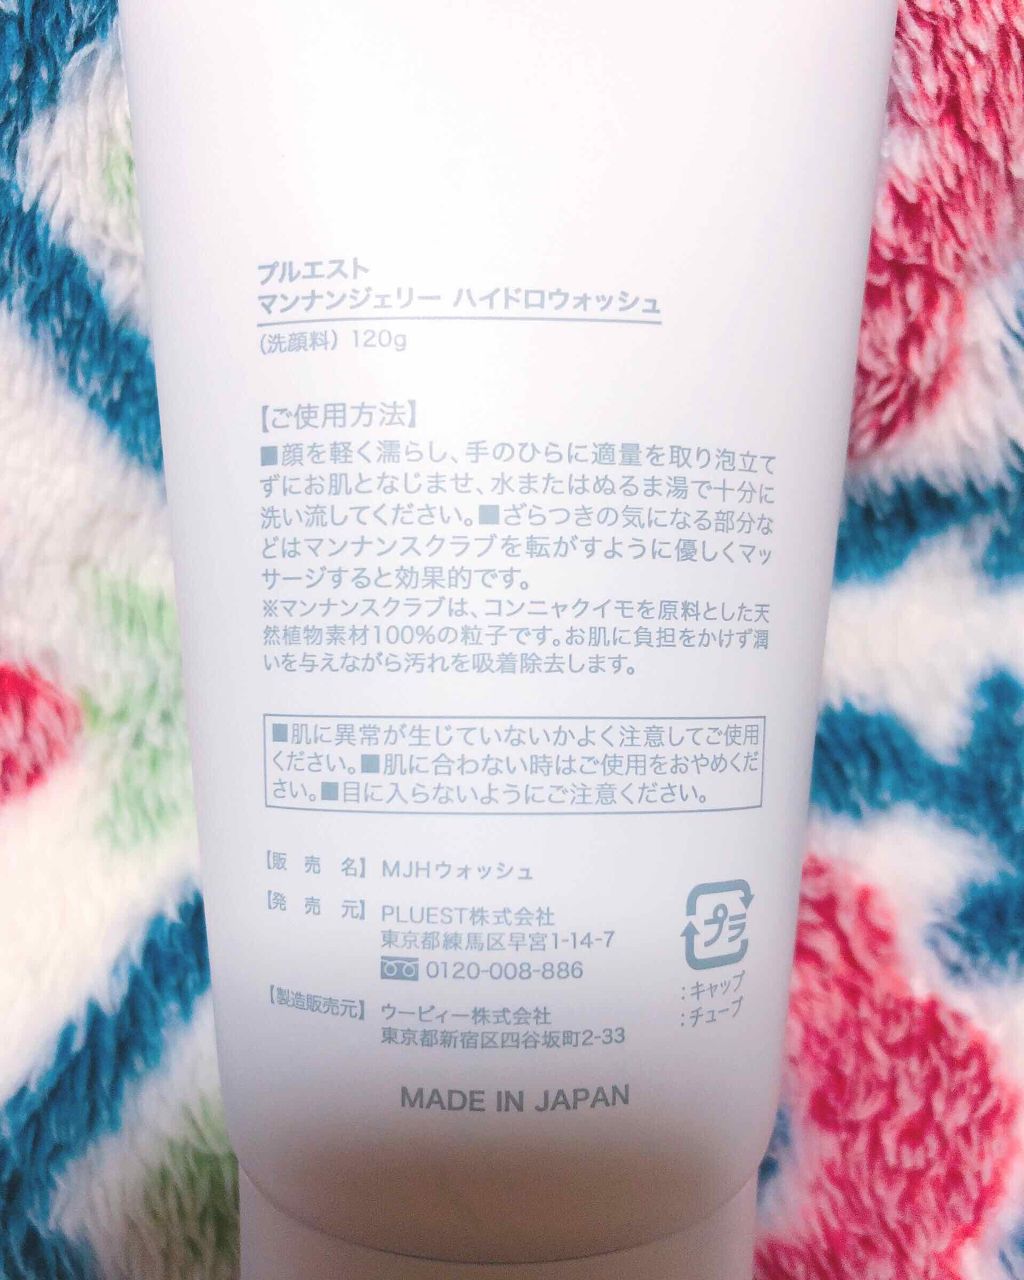 プルエスト
マンナンジェリー ハイドロウォッシュ
(洗顔料) 120g
【ご使用方法】
■顔を軽く濡らし、手のひらに適量を取り泡立て
ずにお肌となじませ、水またはぬるま湯で十分に
洗い流してください。■ざらつきの気になる部分な
どはマンナンスクラブを転がすように優しくマッ
サージすると効果的です。
※マンナンスクラブは、コンニャクイモを原料とした天
然植物素材100%の粒子です。お肌に負担をかけず潤
いを与えながら汚れを吸着除去します。
■肌に異常が生じていないかよく注意してご使用
ください。■肌に合わない時はご使用をおやめくだ
さい。■目に入らないようにご注意ください。
【販 売 名】 MJHウォッシュ
【発 売 元】 PLUEST株式会社
東京都練馬区早宮1-14-7
0120-008-886
【製造販売元】 ウービィー株式会社
東京都新宿区四谷坂町2-33
プラ
:キャップ
:チューブ
MADE IN JAPAN